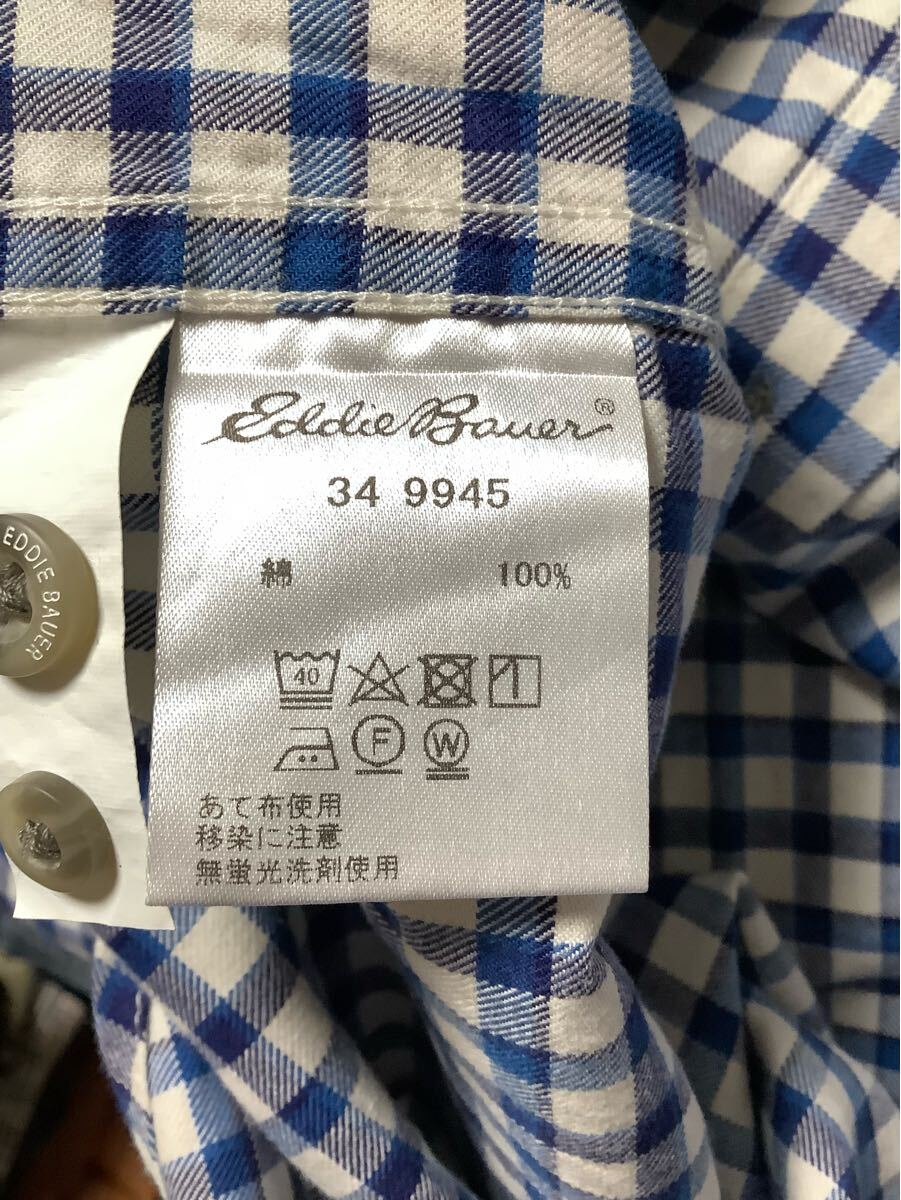 Eddie Bauer®
34 9945
綿 100%
40
F W
あて布使用
移染に注意
無蛍光洗剤使用
EDDIE BAUER